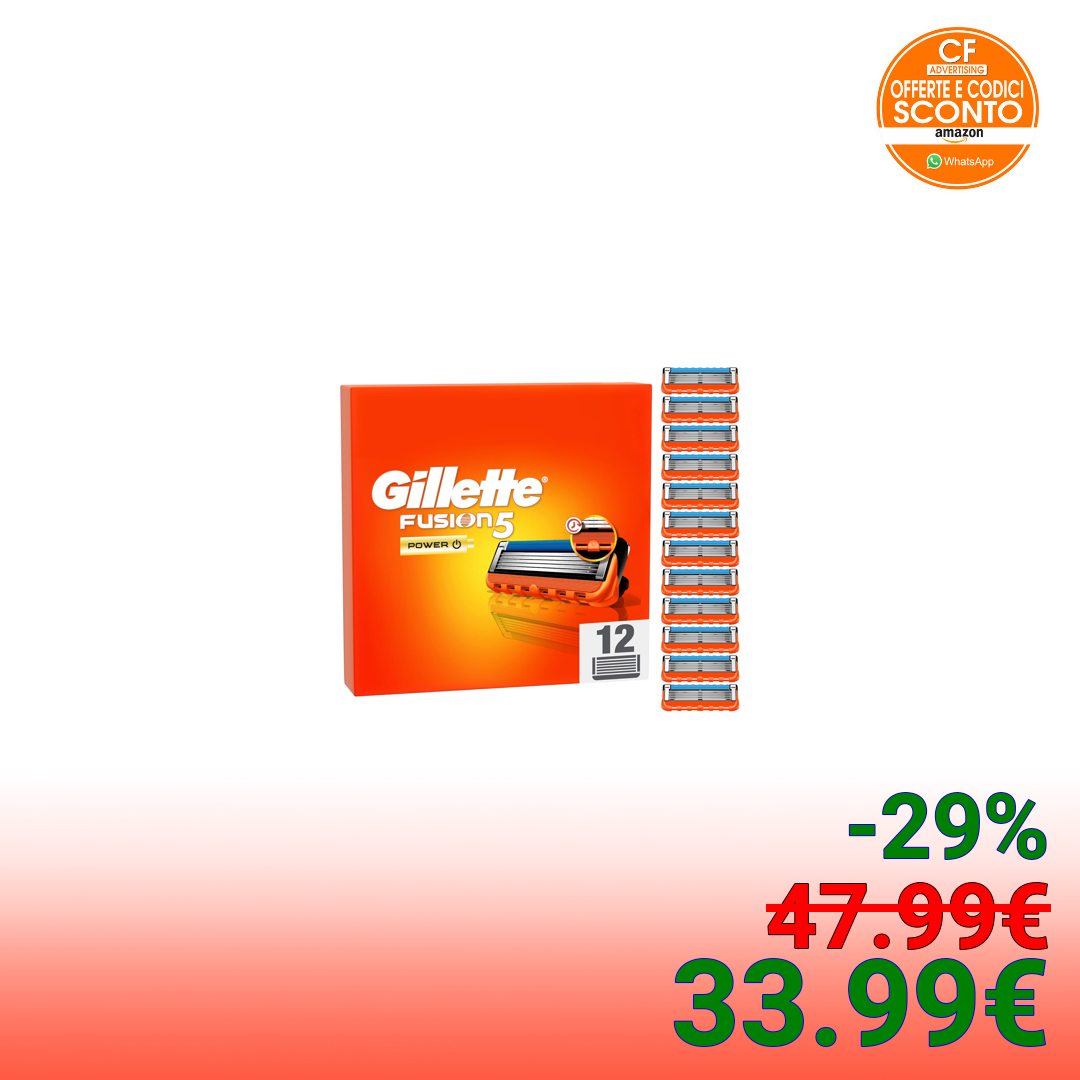 CF
ADVERTISING
OFFERTE E CODICI
SCONTO
amazon
WhatsApp
Gillette®
FUSION5
POWER
12
-29%
47.99€
33.99€